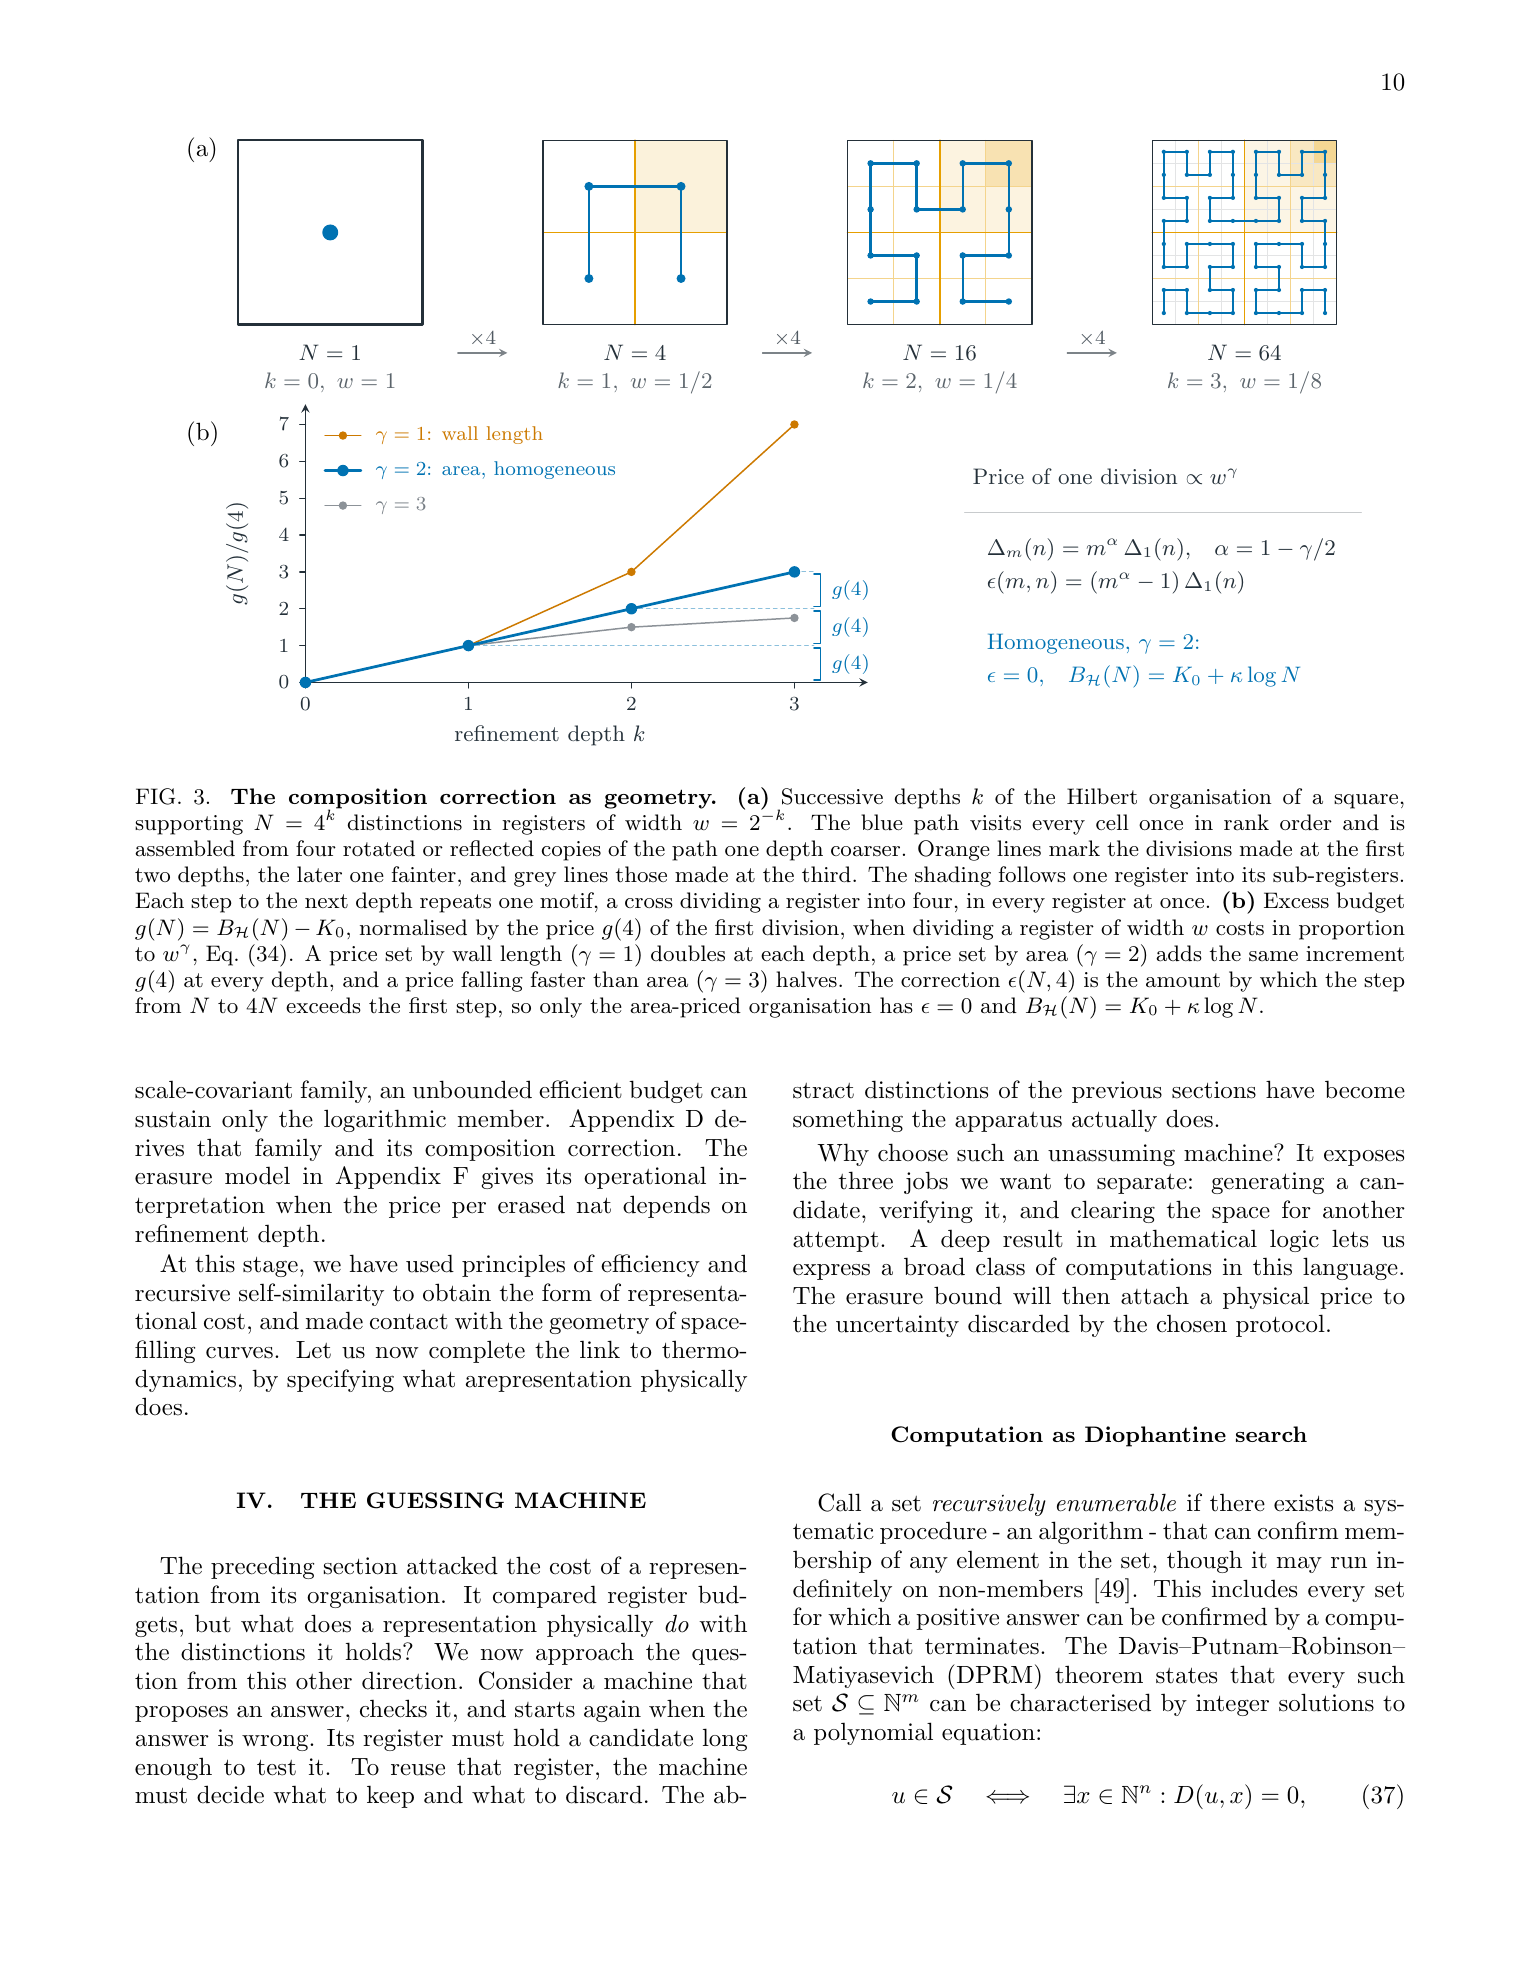 10
(a)
×4
×4
×4
N = 1
N = 4
N = 16
N = 64
k = 0, w = 1
k = 1, w = 1/2
k = 2, w = 1/4
k = 3, w = 1/8
(b)
g(N)/g(4)
7
6
5
4
3
2
1
0
γ = 1: wall length
γ = 2: area, homogeneous
γ = 3
g(4)
g(4)
g(4)
0
1
2
3
refinement depth k
Price of one division ∝ w^γ
Δ_m(n) = m^α Δ_1(n), α = 1 − γ/2
ϵ(m, n) = (m^α − 1) Δ_1(n)
Homogeneous, γ = 2:
ϵ = 0, B_ℋ(N) = K_0 + κ log N
FIG. 3. The composition correction as geometry. (a) Successive depths k of the Hilbert organisation of a square,
supporting N = 4^k distinctions in registers of width w = 2^{−k}. The blue path visits every cell once in rank order and is
assembled from four rotated or reflected copies of the path one depth coarser. Orange lines mark the divisions made at the first
two depths, the later one fainter, and grey lines those made at the third. The shading follows one register into its sub-registers.
Each step to the next depth repeats one motif, a cross dividing a register into four, in every register at once. (b) Excess budget
g(N) = B_ℋ(N) − K_0, normalised by the price g(4) of the first division, when dividing a register of width w costs in proportion
to w^γ, Eq. (34). A price set by wall length (γ = 1) doubles at each depth, a price set by area (γ = 2) adds the same increment
g(4) at every depth, and a price falling faster than area (γ = 3) halves. The correction ϵ(N, 4) is the amount by which the step
from N to 4N exceeds the first step, so only the area-priced organisation has ϵ = 0 and B_ℋ(N) = K_0 + κ log N.
scale-covariant family, an unbounded efficient budget can
sustain only the logarithmic member. Appendix D de-
rives that family and its composition correction. The
erasure model in Appendix F gives its operational in-
terpretation when the price per erased nat depends on
refinement depth.
At this stage, we have used principles of efficiency and
recursive self-similarity to obtain the form of representa-
tional cost, and made contact with the geometry of space-
filling curves. Let us now complete the link to thermo-
dynamics, by specifying what arepresentation physically
does.
IV. THE GUESSING MACHINE
The preceding section attacked the cost of a represen-
tation from its organisation. It compared register bud-
gets, but what does a representation physically do with
the distinctions it holds? We now approach the ques-
tion from this other direction. Consider a machine that
proposes an answer, checks it, and starts again when the
answer is wrong. Its register must hold a candidate long
enough to test it. To reuse that register, the machine
must decide what to keep and what to discard. The ab-
stract distinctions of the previous sections have become
something the apparatus actually does.
Why choose such an unassuming machine? It exposes
the three jobs we want to separate: generating a can-
didate, verifying it, and clearing the space for another
attempt. A deep result in mathematical logic lets us
express a broad class of computations in this language.
The erasure bound will then attach a physical price to
the uncertainty discarded by the chosen protocol.
Computation as Diophantine search
Call a set recursively enumerable if there exists a sys-
tematic procedure - an algorithm - that can confirm mem-
bership of any element in the set, though it may run in-
definitely on non-members [49]. This includes every set
for which a positive answer can be confirmed by a compu-
tation that terminates. The Davis–Putnam–Robinson–
Matiyasevich (DPRM) theorem states that every such
set 𝒮 ⊆ ℕ^m can be characterised by integer solutions to
a polynomial equation:
u ∈ 𝒮 ⟺ ∃x ∈ ℕ^n : D(u, x) = 0, (37)